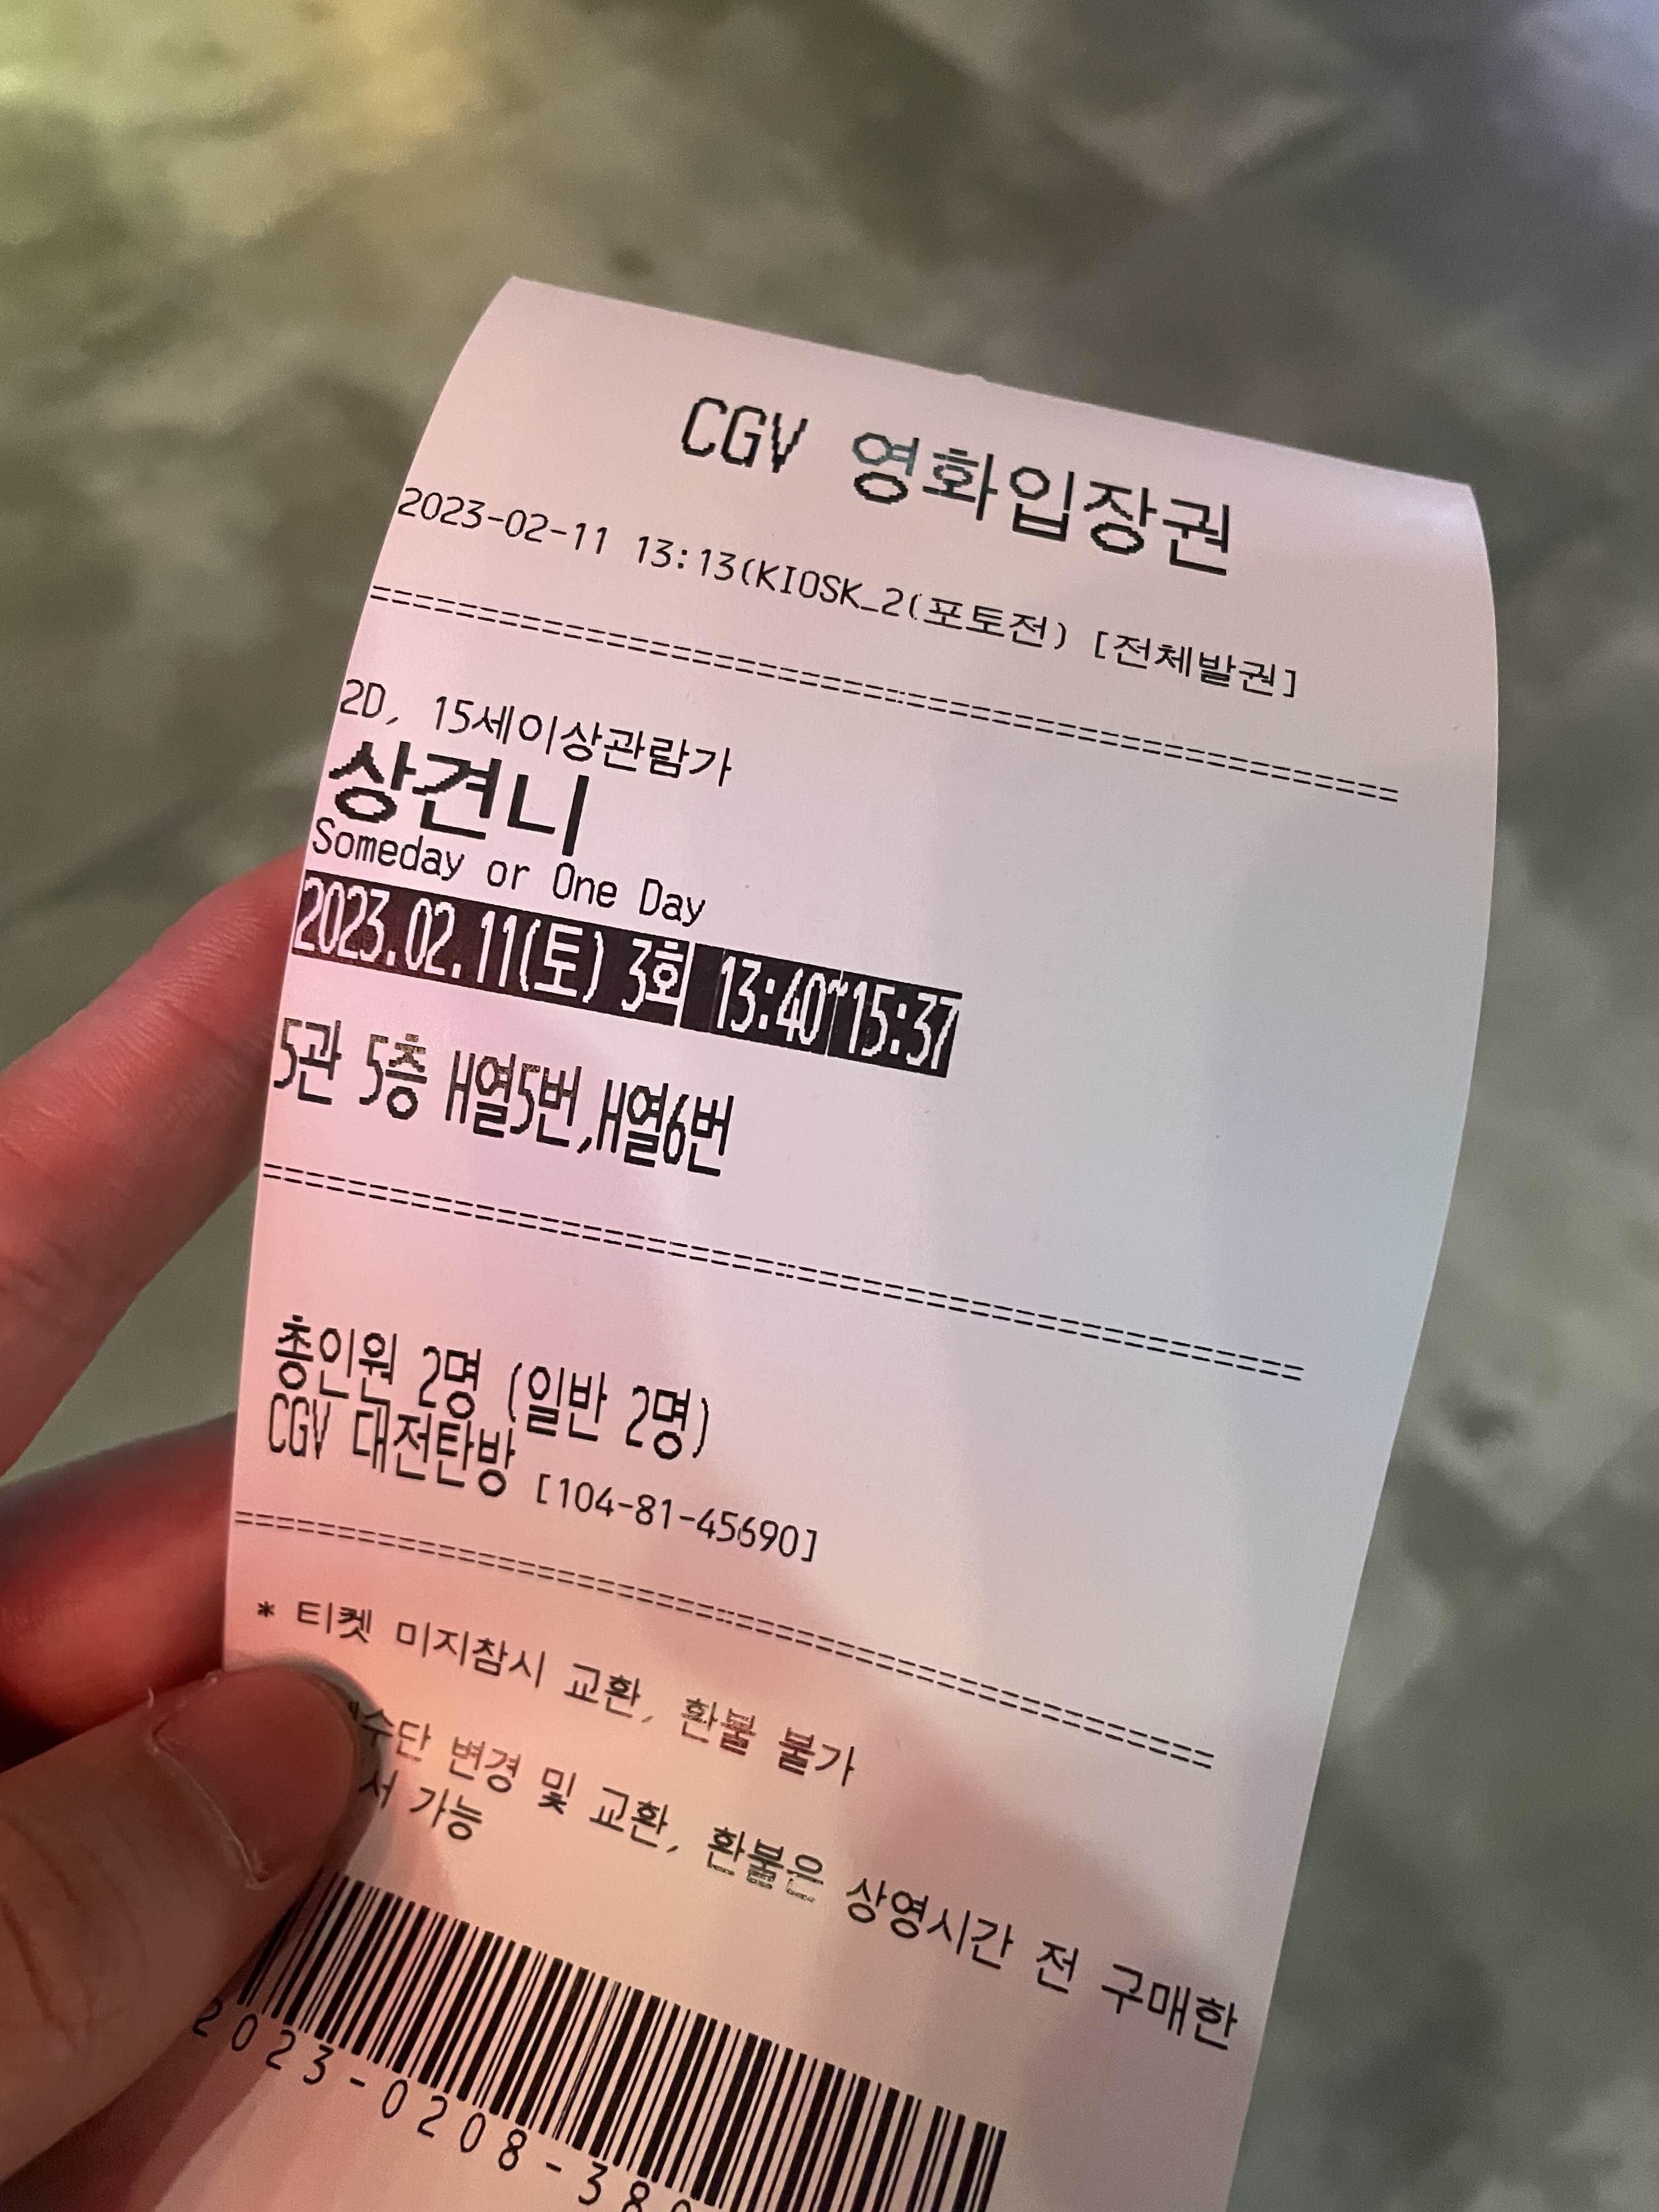 CGV 영화입장권
2023-02-11 13:13(KIOSK_2(포토전) [전체발권]
2D, 15세이상관람가
상견니
Someday or One Day
2023.02.11(토) 3회 13:40~15:37
5관 5층 H열5번,H열6번
총인원 2명 (일반 2명)
CGV 대전탄방 [104-81-45690]
* 티켓 미지참시 교환, 환불 불가
변경 및 교환, 환불은 상영시간 전 구매한
가능
2023-0208-38